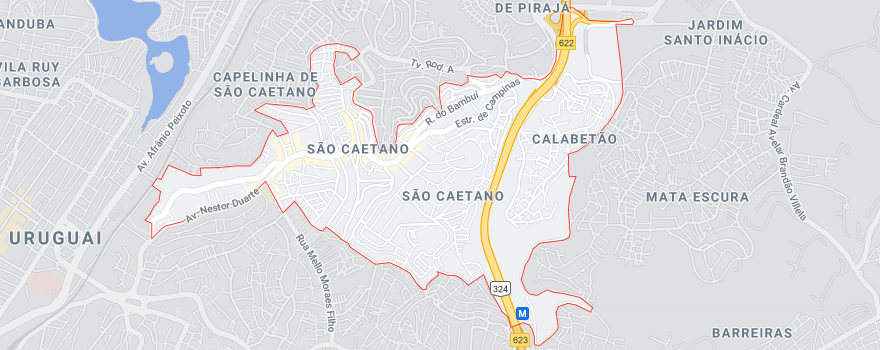 DE PIRAJÁ
ANDUBA
JARDIM
SANTO INÁCIO
622
VILA RUY
BARBOSA
Tv. Rod. A
CAPELINHA DE
SÃO CAETANO
R. do Bambuí
Estr. de Campinas
Av. Afrânio Peixoto
Av. Cardeal Avelar Brandão Villela
SÃO CAETANO
CALABETÃO
SÃO CAETANO
MATA ESCURA
Av. Nestor Duarte
URUGUAI
Rua Mello Moraes Filho
324
M
623
BARREIRAS